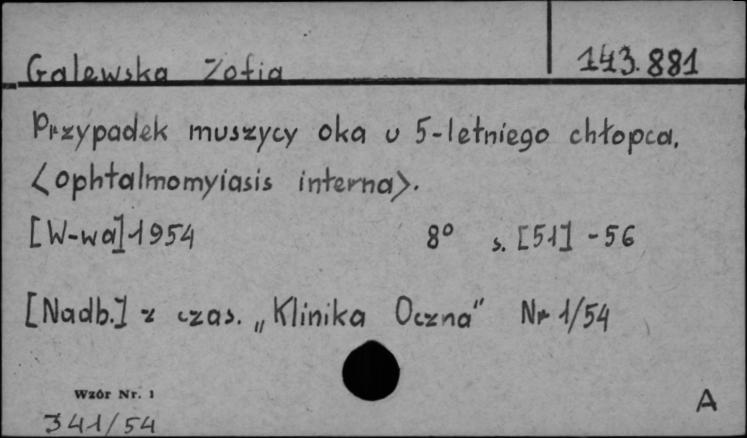 Galewska Zofia 143.881
Przypadek muszycy oka u 5-letniego chłopca.
<ophtalmomyiasis interna>.
[W-wa] 1954 8° s. [51] - 56
[Nadb.] z czas. „Klinika Oczna" Nr 1/54
Wzór Nr. 1
A
341/54